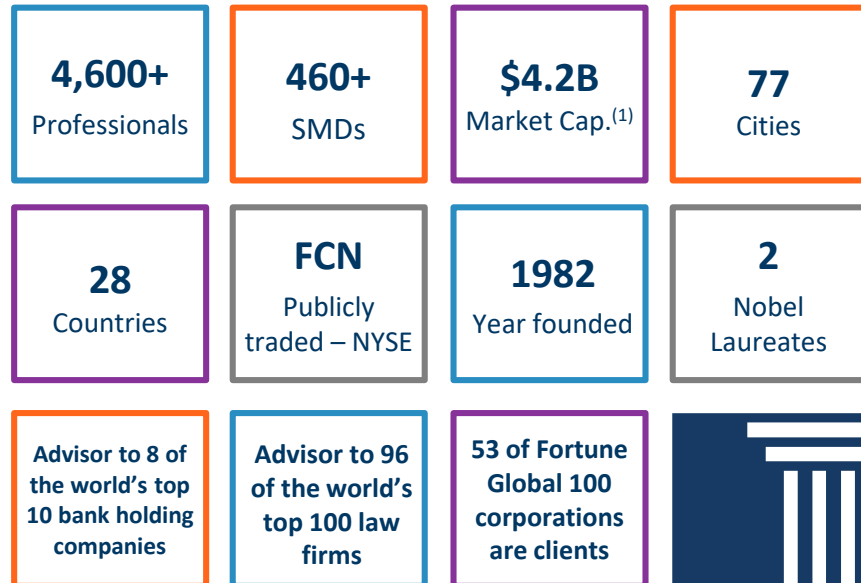 4,600+
Professionals
460+
SMDs
$4.2B
Market Cap.(1)
77
Cities
28
Countries
FCN
Publicly
traded – NYSE
1982
Year founded
2
Nobel
Laureates
Advisor to 8 of
the world’s top
10 bank holding
companies
Advisor to 96
of the world’s
top 100 law
firms
53 of Fortune
Global 100
corporations
are clients